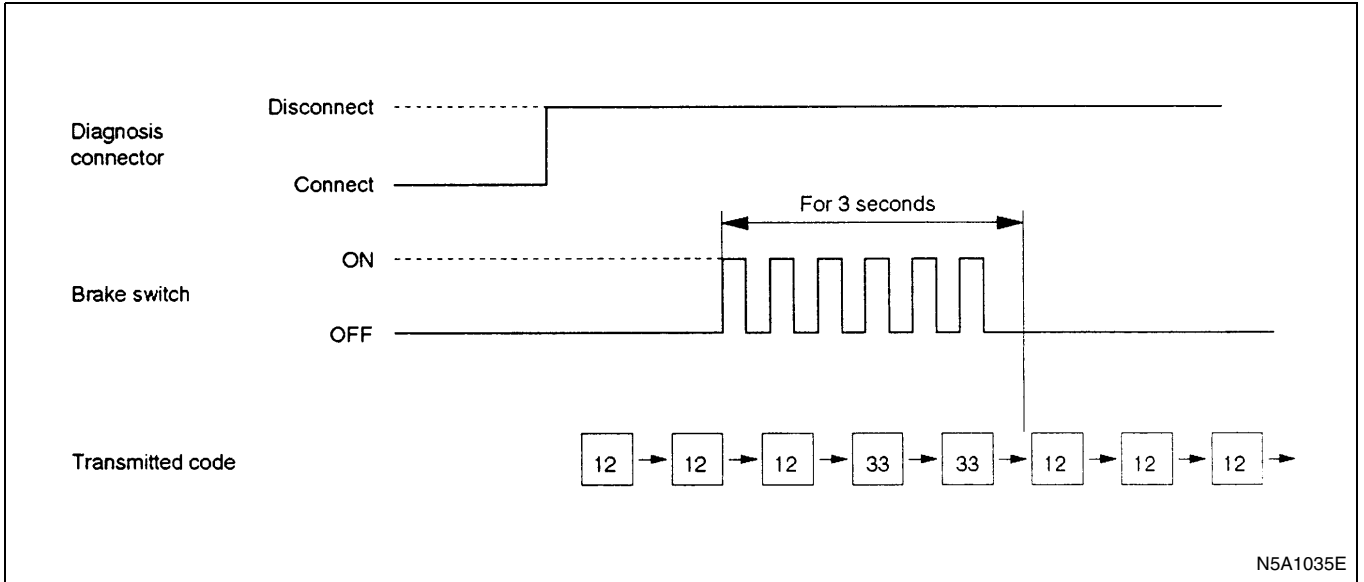 Diagnosis
connector
Disconnect
Connect
For 3 seconds
Brake switch
ON
OFF
Transmitted code
12 12 12 33 33 12 12 12
N5A1035E